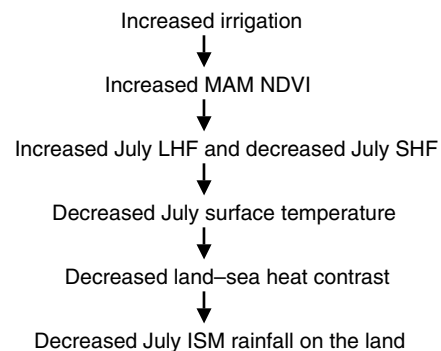 Increased irrigation
Increased MAM NDVI
Increased July LHF and decreased July SHF
Decreased July surface temperature
Decreased land–sea heat contrast
Decreased July ISM rainfall on the land